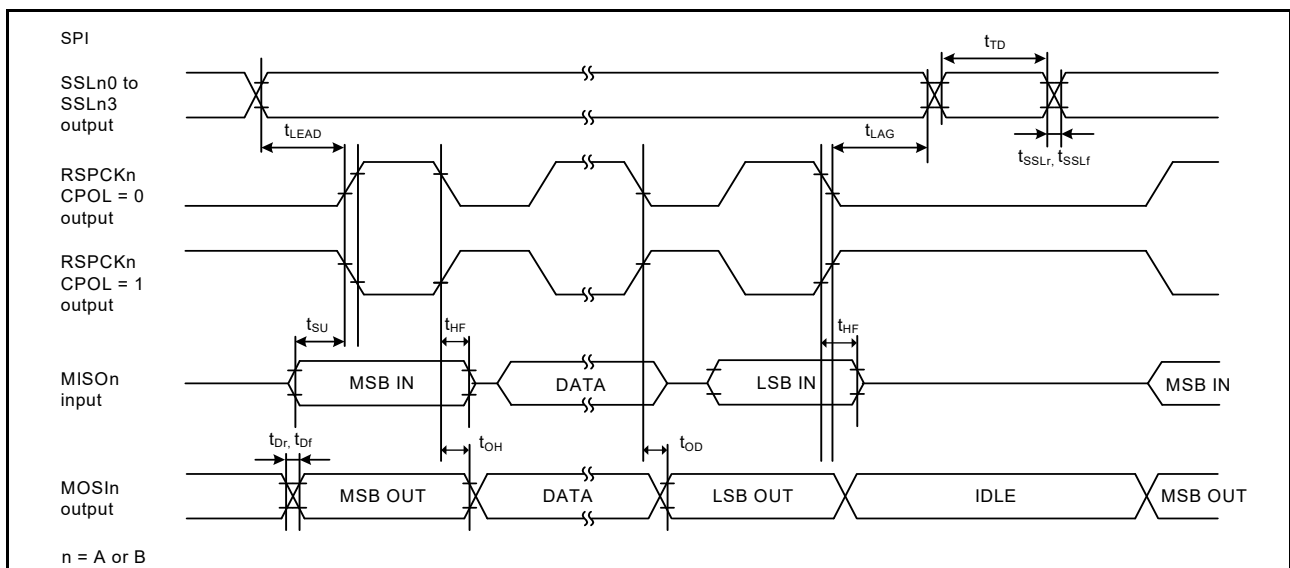 SPI
tTD
SSLn0 to
SSLn3
output
tLEAD
tLAG
tSSLr, tSSLf
RSPCKn
CPOL = 0
output
RSPCKn
CPOL = 1
output
tSU
tHF
tHF
MISOn
input
MSB IN
DATA
LSB IN
MSB IN
tDr, tDf
tOH
tOD
MOSIn
output
MSB OUT
DATA
LSB OUT
IDLE
MSB OUT
n = A or B